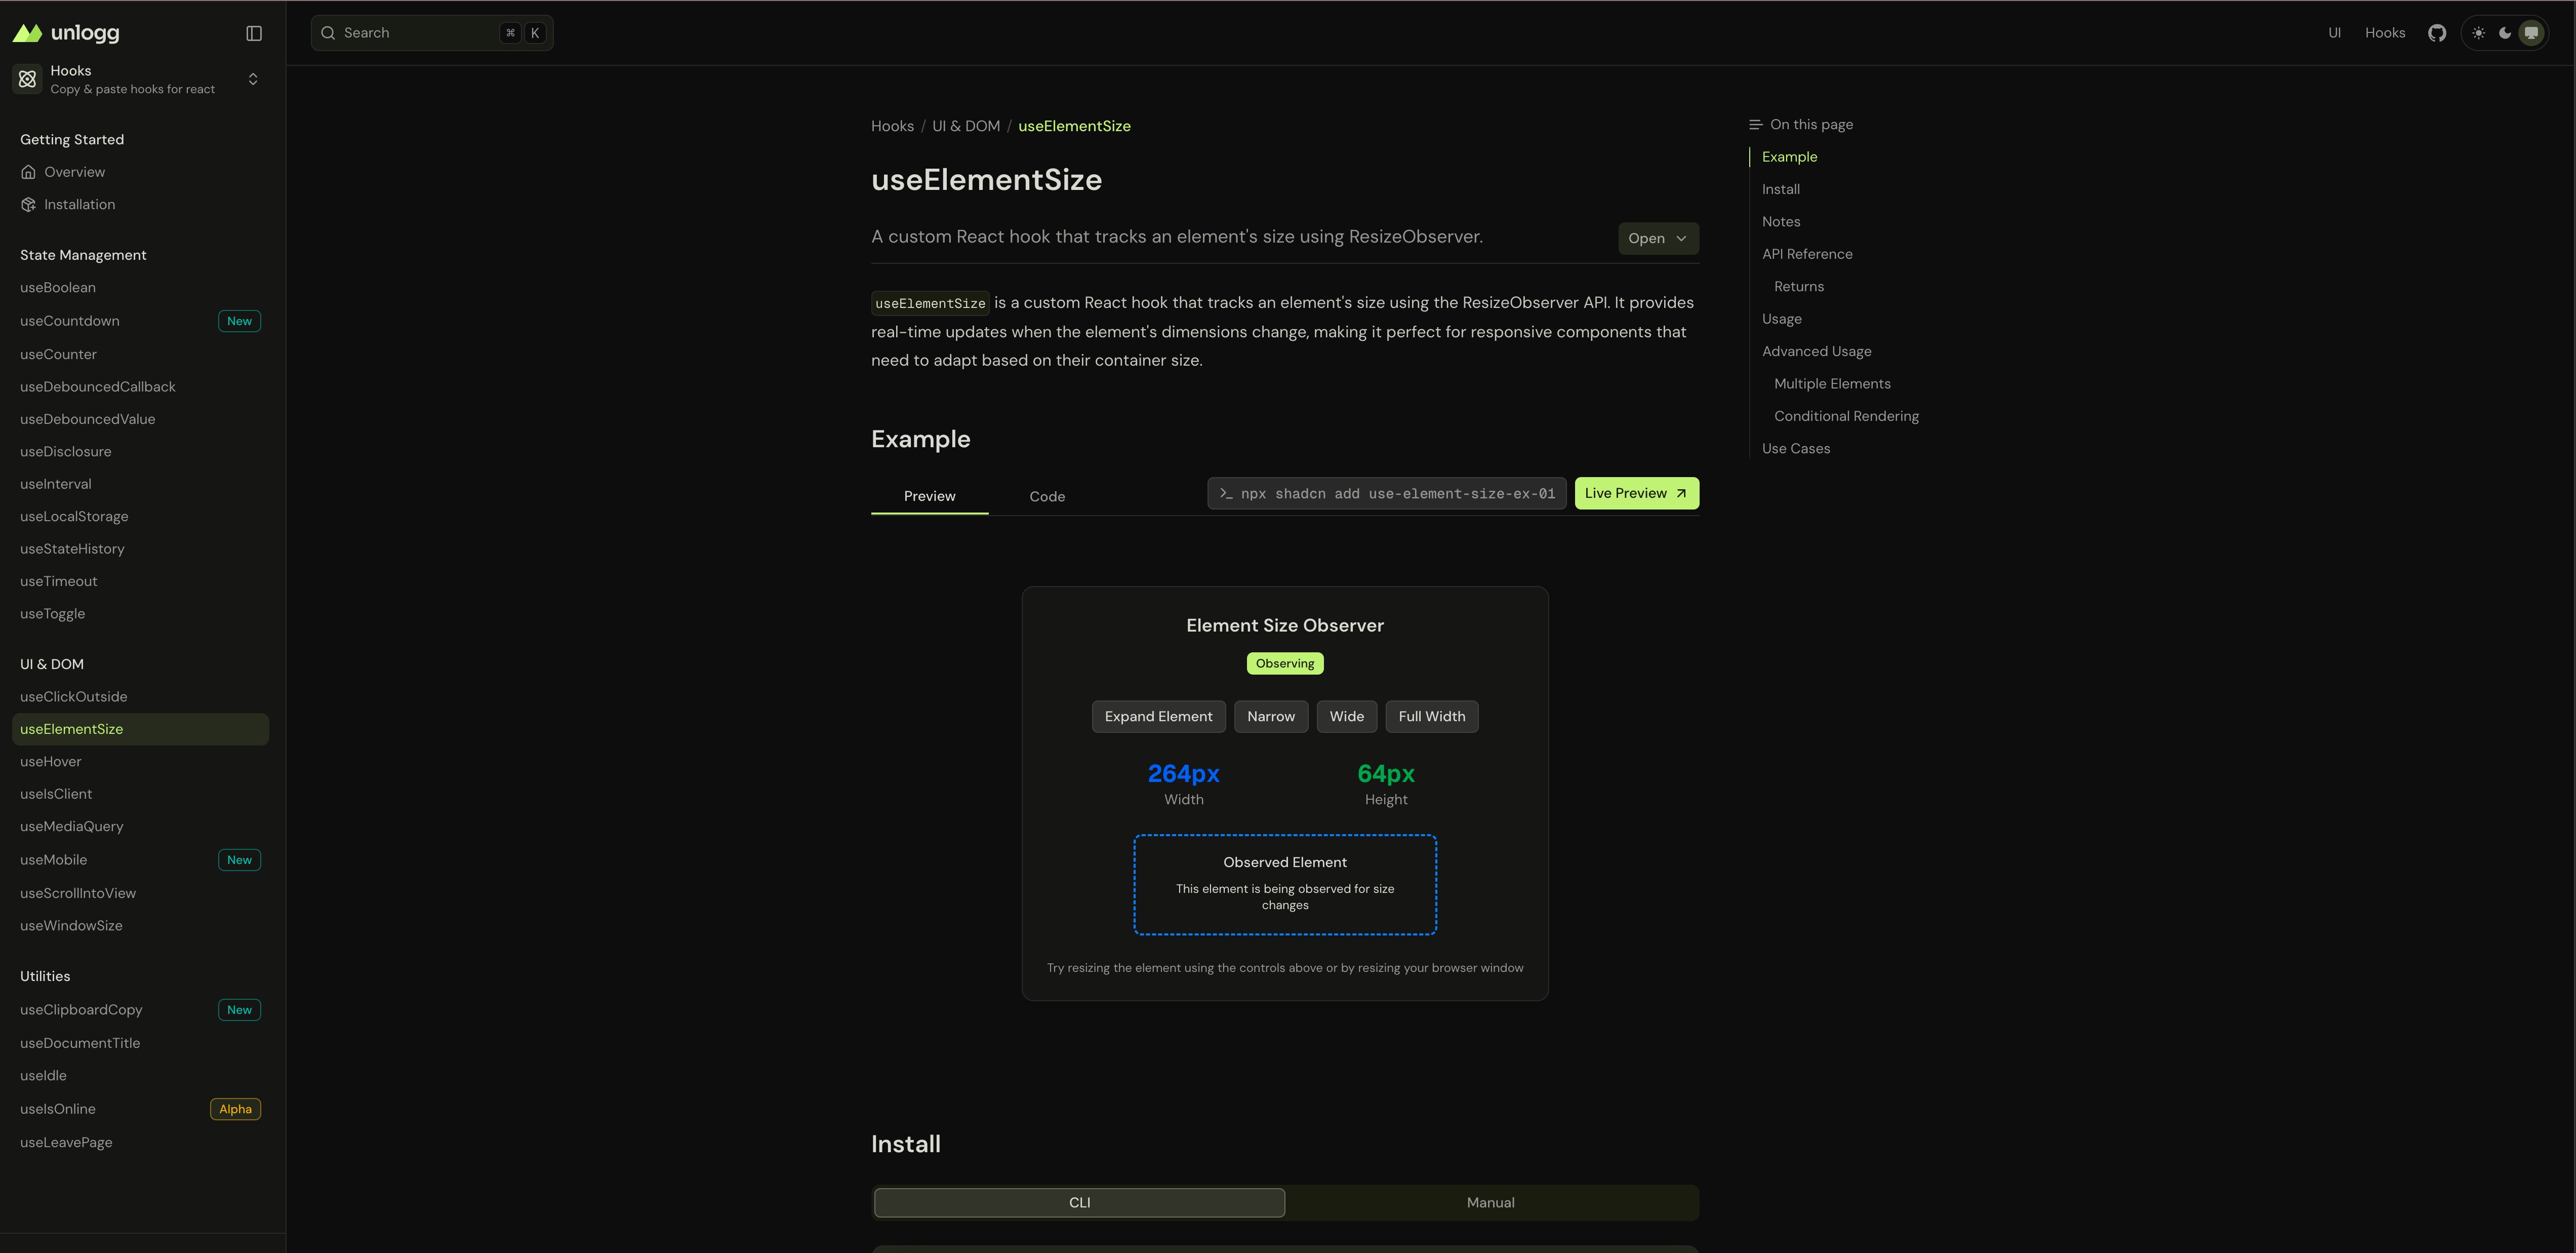 unlogg
Hooks
Copy & paste hooks for react
Getting Started
Overview
Installation
State Management
useBoolean
useCountdown New
useCounter
useDebouncedCallback
useDebouncedValue
useDisclosure
useInterval
useLocalStorage
useStateHistory
useTimeout
useToggle
UI & DOM
useClickOutside
useElementSize
useHover
useIsClient
useMediaQuery
useMobile New
useScrollIntoView
useWindowSize
Utilities
useClipboardCopy New
useDocumentTitle
useIdle
useIsOnline Alpha
useLeavePage
Search ⌘ K
UI Hooks
Hooks / UI & DOM / useElementSize
useElementSize
A custom React hook that tracks an element's size using ResizeObserver.
Open
useElementSize is a custom React hook that tracks an element's size using the ResizeObserver API. It provides
real-time updates when the element's dimensions change, making it perfect for responsive components that
need to adapt based on their container size.
Example
Preview Code >_ npx shadcn add use-element-size-ex-01 Live Preview
Element Size Observer
Observing
Expand Element Narrow Wide Full Width
264px 64px
Width Height
Observed Element
This element is being observed for size
changes
Try resizing the element using the controls above or by resizing your browser window
Install
CLI Manual
On this page
Example
Install
Notes
API Reference
Returns
Usage
Advanced Usage
Multiple Elements
Conditional Rendering
Use Cases